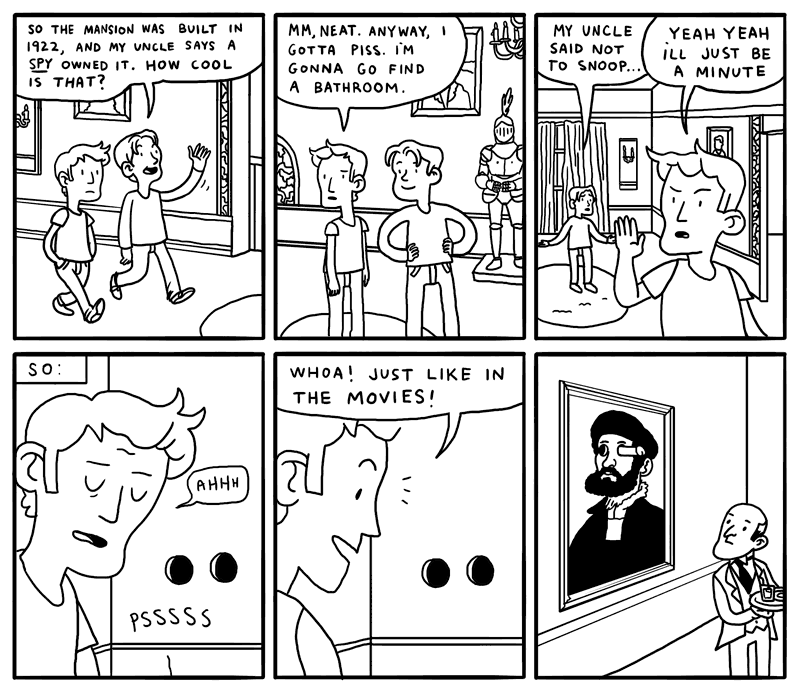 SO THE MANSION WAS BUILT IN
1922, AND MY UNCLE SAYS A
SPY OWNED IT. HOW COOL
IS THAT?
MM, NEAT. ANYWAY, I
GOTTA PISS. I'M
GONNA GO FIND
A BATHROOM.
MY UNCLE
SAID NOT
TO SNOOP...
YEAH YEAH
iLL JUST BE
A MINUTE
SO:
AHHH
PSSSSS
WHOA! JUST LIKE IN
THE MOVIES!